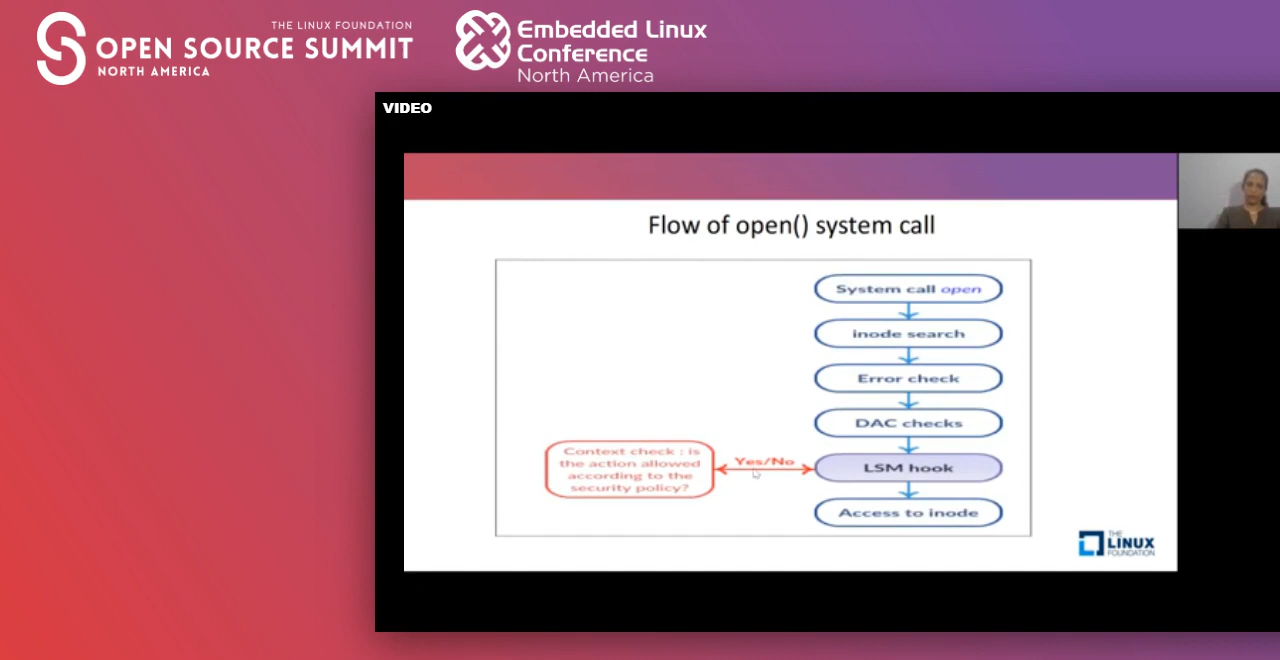 THE LINUX FOUNDATION
OPEN SOURCE SUMMIT
NORTH AMERICA
Embedded Linux
Conference
North America
VIDEO
Flow of open() system call
System call open
inode search
Error check
DAC checks
Context check : is
the action allowed
according to the
security policy?
Yes/No
LSM hook
Access to inode
THE
LINUX
FOUNDATION